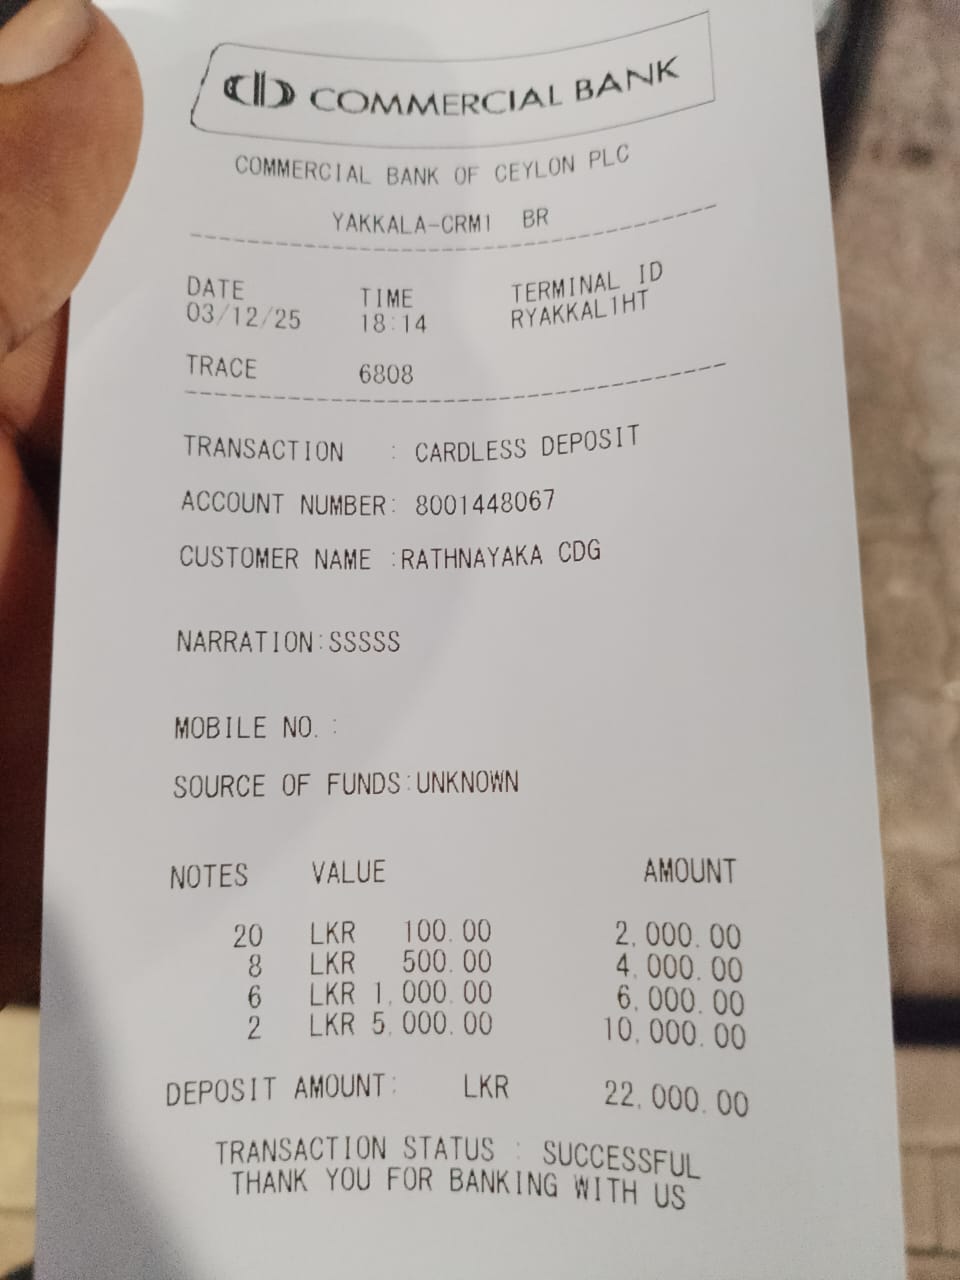 COMMERCIAL BANK
COMMERCIAL BANK OF CEYLON PLC
YAKKALA-CRM1 BR
DATE TIME TERMINAL ID
03/12/25 18:14 RYAKKAL1HT
TRACE 6808
TRANSACTION : CARDLESS DEPOSIT
ACCOUNT NUMBER: 8001448067
CUSTOMER NAME :RATHNAYAKA CDG
NARRATION:SSSSS
MOBILE NO. :
SOURCE OF FUNDS:UNKNOWN
NOTES VALUE AMOUNT
20 LKR 100.00 2,000.00
8 LKR 500.00 4,000.00
6 LKR 1,000.00 6,000.00
2 LKR 5,000.00 10,000.00
DEPOSIT AMOUNT: LKR 22,000.00
TRANSACTION STATUS : SUCCESSFUL
THANK YOU FOR BANKING WITH US